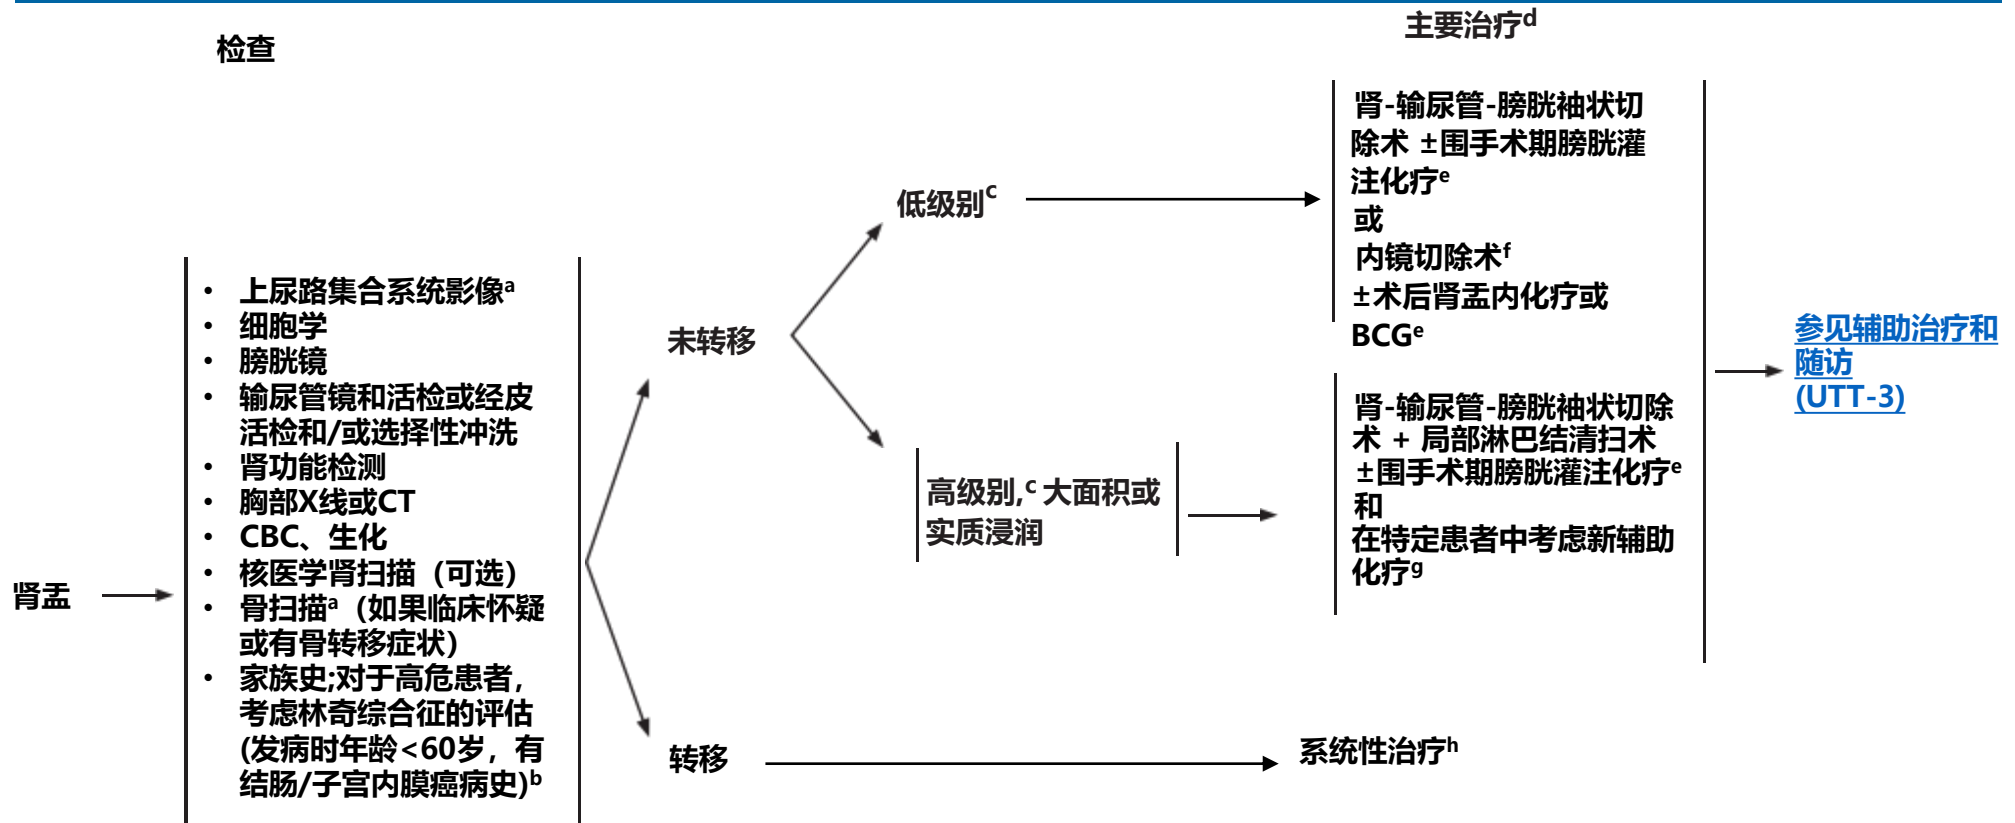 检查
主要治疗d
肾盂
• 上尿路集合系统影像a
• 细胞学
• 膀胱镜
• 输尿管镜和活检或经皮
活检和/或选择性冲洗
• 肾功能检测
• 胸部X线或CT
• CBC、生化
• 核医学肾扫描（可选）
• 骨扫描a（如果临床怀疑
或有骨转移症状）
• 家族史;对于高危患者，
考虑林奇综合征的评估
(发病时年龄<60岁，有
结肠/子宫内膜癌病史)b
未转移
低级别c
肾-输尿管-膀胱袖状切
除术 ±围手术期膀胱灌
注化疗e
或
内镜切除术f
±术后肾盂内化疗或
BCGe
高级别,c 大面积或
实质浸润
肾-输尿管-膀胱袖状切除
术 + 局部淋巴结清扫术
±围手术期膀胱灌注化疗e
和
在特定患者中考虑新辅助
化疗g
转移
系统性治疗h
参见辅助治疗和
随访
(UTT-3)